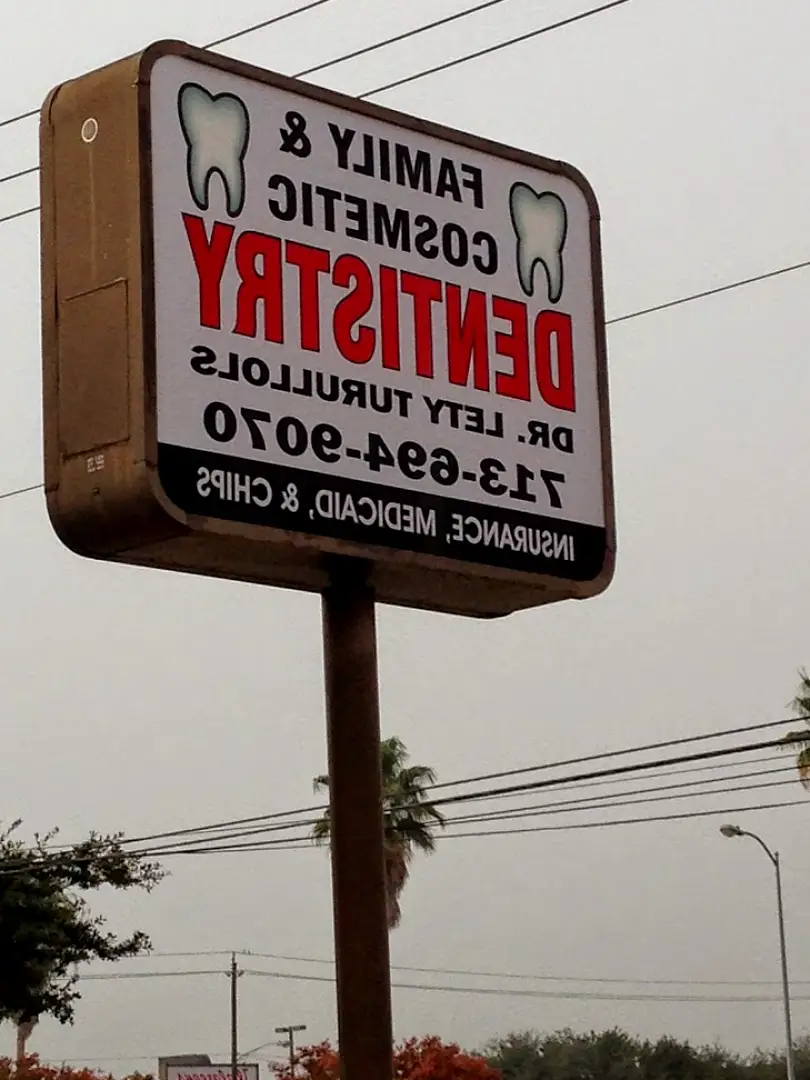 FAMILY &
COSMETIC
DENTISTRY
DR. LETY TURULLOLS
713-694-9070
INSURANCE, MEDICAID, & CHIPS